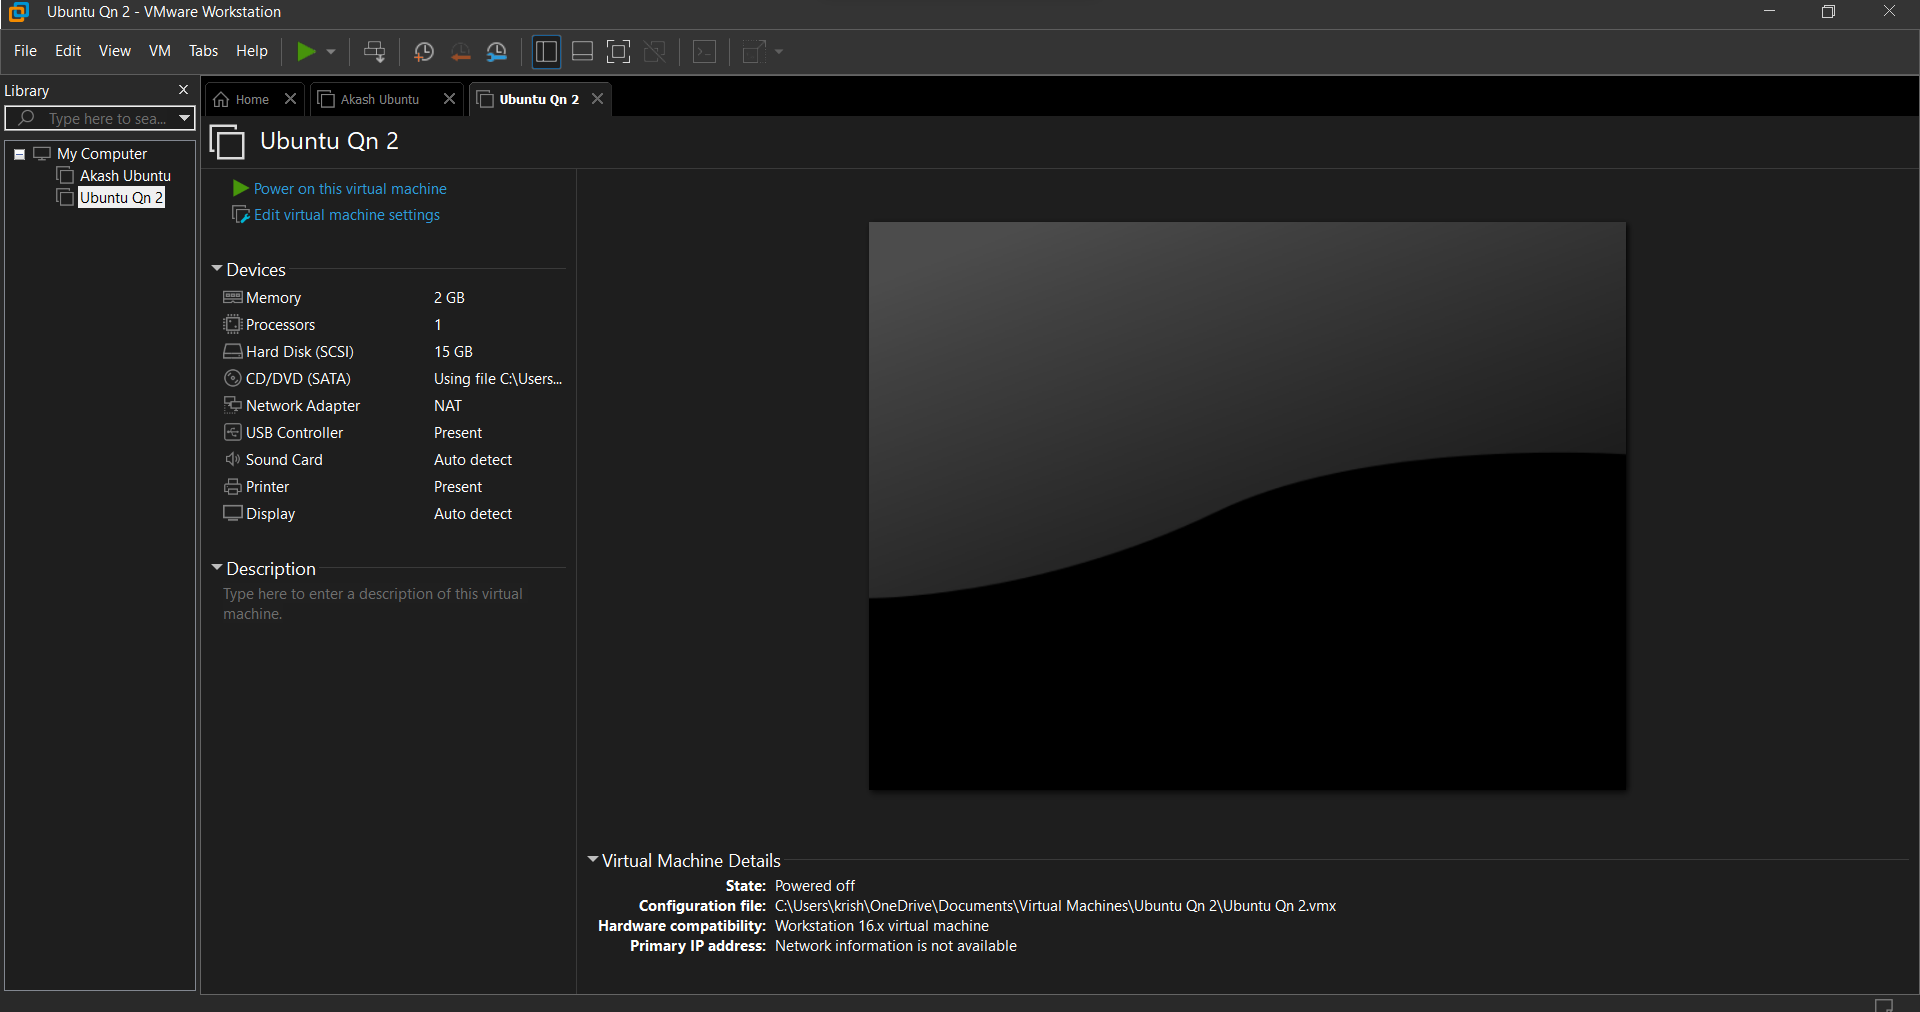 Ubuntu Qn 2 - VMware Workstation
File Edit View VM Tabs Help
Library
Type here to sea...
My Computer
Akash Ubuntu
Ubuntu Qn 2
Home
Akash Ubuntu
Ubuntu Qn 2
Ubuntu Qn 2
Power on this virtual machine
Edit virtual machine settings
Devices
Memory 2 GB
Processors 1
Hard Disk (SCSI) 15 GB
CD/DVD (SATA) Using file C:\Users...
Network Adapter NAT
USB Controller Present
Sound Card Auto detect
Printer Present
Display Auto detect
Description
Type here to enter a description of this virtual
machine.
Virtual Machine Details
State: Powered off
Configuration file: C:\Users\krish\OneDrive\Documents\Virtual Machines\Ubuntu Qn 2\Ubuntu Qn 2.vmx
Hardware compatibility: Workstation 16.x virtual machine
Primary IP address: Network information is not available